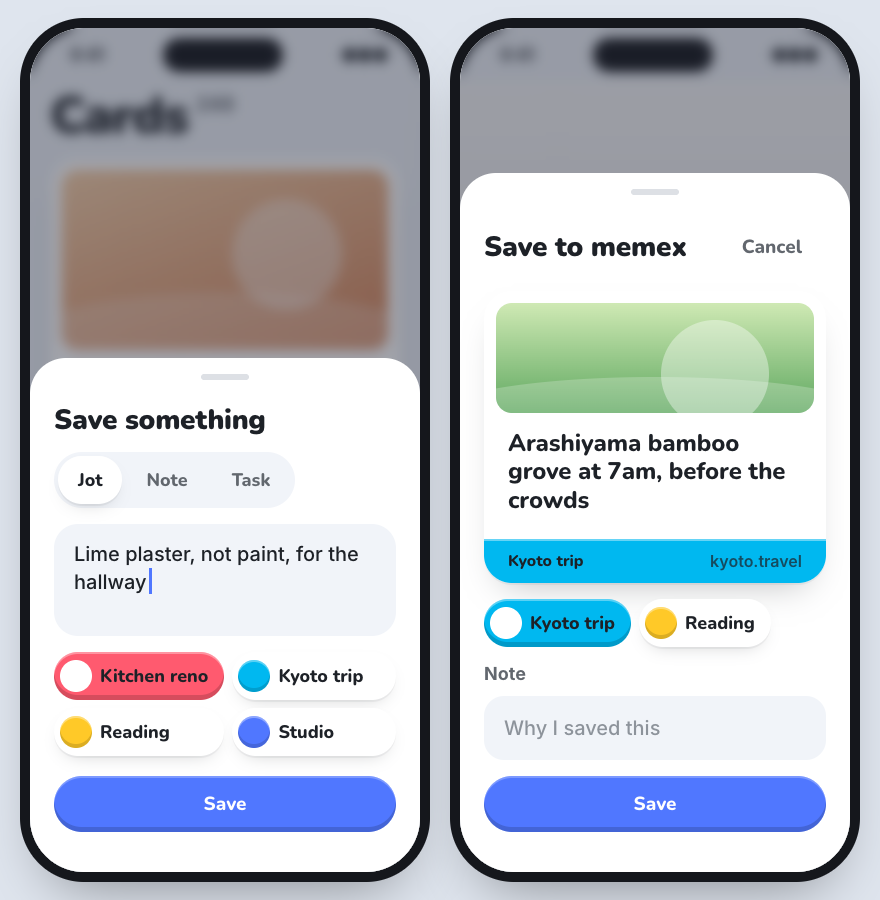 Cards
Save something
Jot
Note
Task
Lime plaster, not paint, for the
hallway
Kitchen reno
Kyoto trip
Reading
Studio
Save
Save to memex
Cancel
Arashiyama bamboo
grove at 7am, before the
crowds
Kyoto trip
kyoto.travel
Kyoto trip
Reading
Note
Why I saved this
Save